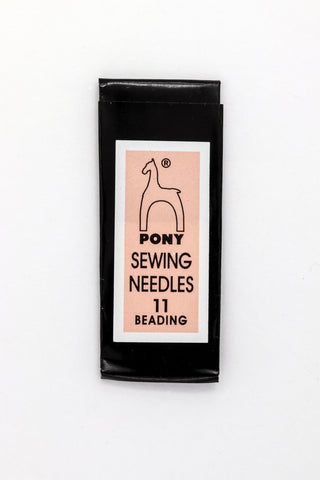 ®
PONY
SEWING
NEEDLES
11
BEADING